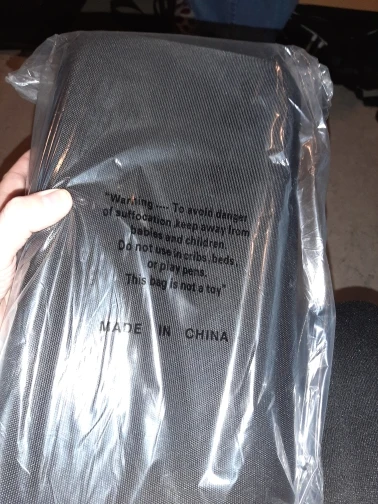 "Warning .... To avoid danger
of suffocation,keep away from
babies and children.
Do not use in cribs,beds,
or play pens.
This bag is not a toy"
MADE IN CHINA